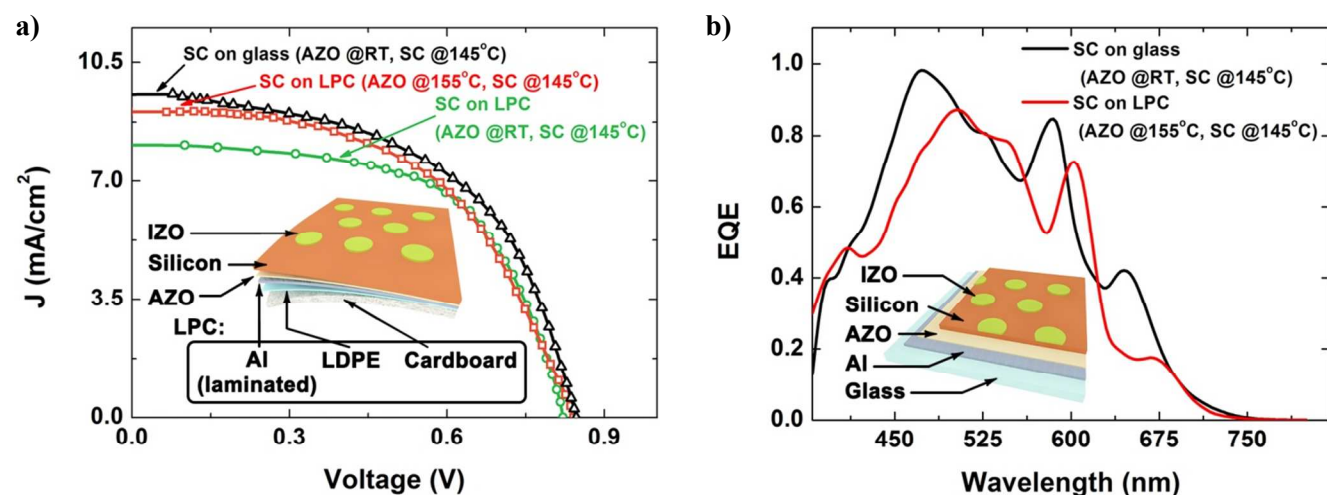 a)
10.5
7.0
3.5
0.0
J (mA/cm²)
SC on glass (AZO @RT, SC @145°C)
SC on LPC (AZO @155°C, SC @145°C)
SC on LPC
(AZO @RT, SC @145°C)
IZO
Silicon
AZO
LPC:
Al
(laminated)
LDPE
Cardboard
0.0 0.3 0.6 0.9
Voltage (V)
b)
1.0
0.8
0.6
0.4
0.2
0.0
EQE
SC on glass
(AZO @RT, SC @145°C)
SC on LPC
(AZO @155°C, SC @145°C)
IZO
Silicon
AZO
Al
Glass
450 525 600 675 750
Wavelength (nm)